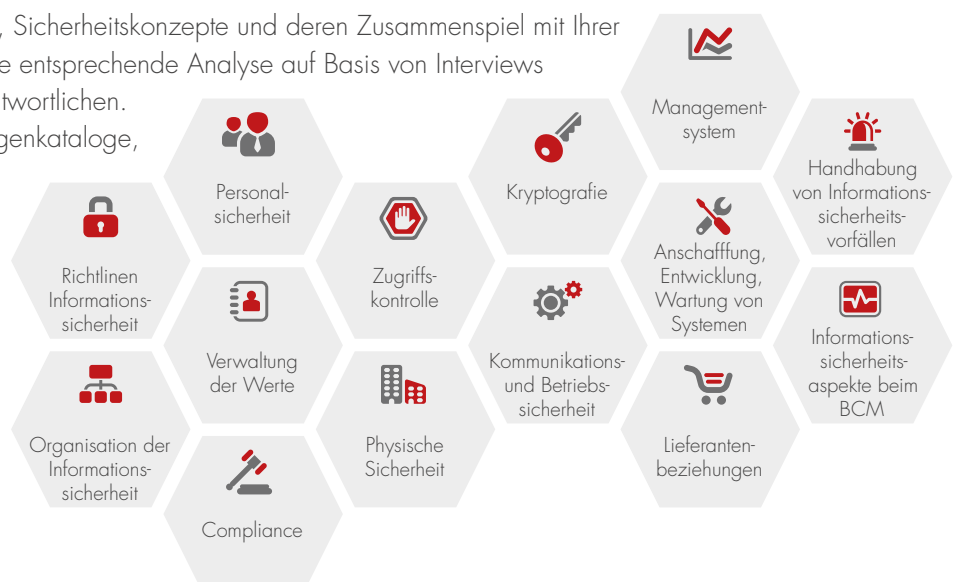 , Sicherheitskonzepte und deren Zusammenspiel mit Ihrer
e entsprechende Analyse auf Basis von Interviews
twortlichen.
genkataloge,
Management-
system
Personal-
sicherheit
Kryptografie
Handhabung
von Informations-
sicherheits-
vorfällen
Richtlinen
Informations-
sicherheit
Zugriffs-
kontrolle
Anschafffung,
Entwicklung,
Wartung von
Systemen
Verwaltung
der Werte
Kommunikations-
und Betriebs-
sicherheit
Informations-
sicherheits-
aspekte beim
BCM
Organisation der
Informations-
sicherheit
Physische
Sicherheit
Lieferanten-
beziehungen
Compliance